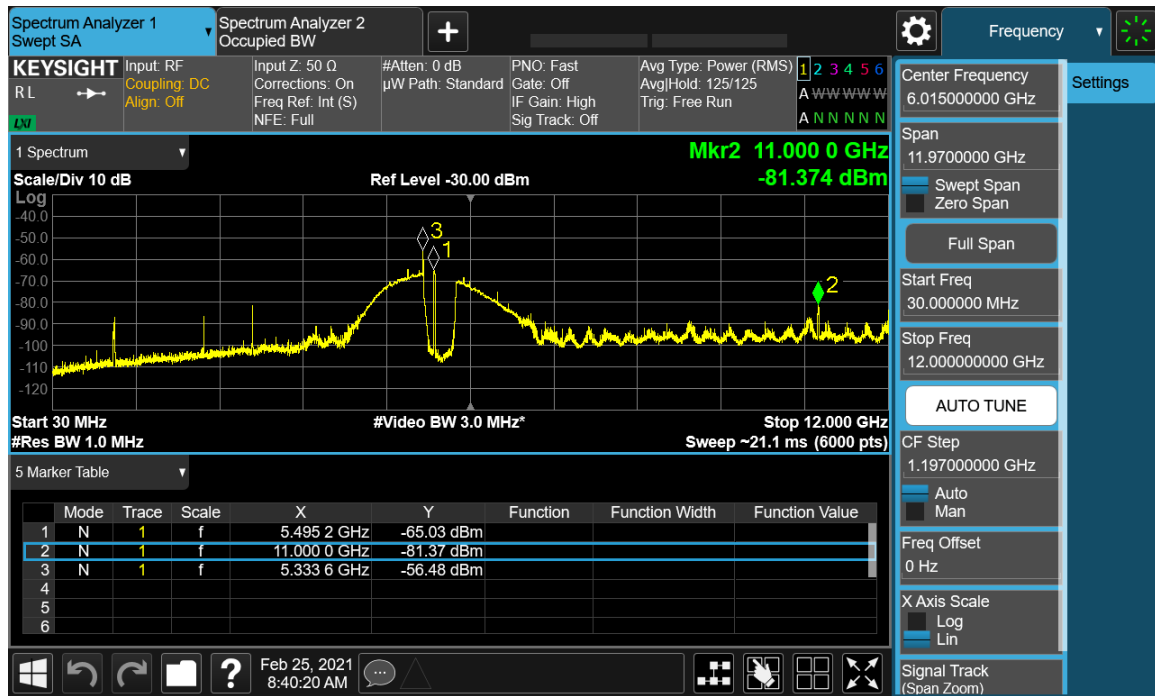 Spectrum Analyzer 1
Swept SA
Spectrum Analyzer 2
Occupied BW
Frequency
KEYSIGHT
R L
LXI
Input: RF
Coupling: DC
Align: Off
Input Z: 50 Ω
Corrections: On
Freq Ref: Int (S)
NFE: Full
#Atten: 0 dB
µW Path: Standard
PNO: Fast
Gate: Off
IF Gain: High
Sig Track: Off
Avg Type: Power (RMS)
Avg|Hold: 125/125
Trig: Free Run
1 2 3 4 5 6
A W W W W W
A N N N N N
1 Spectrum
Scale/Div 10 dB
Ref Level -30.00 dBm
Mkr2 11.000 0 GHz
-81.374 dBm
Log
-40.0
-50.0
-60.0
-70.0
-80.0
-90.0
-100
-110
-120
3
1
2
Start 30 MHz
#Video BW 3.0 MHz*
Stop 12.000 GHz
#Res BW 1.0 MHz
Sweep ~21.1 ms (6000 pts)
5 Marker Table
Mode Trace Scale X Y Function Function Width Function Value
1 N 1 f 5.495 2 GHz -65.03 dBm
2 N 1 f 11.000 0 GHz -81.37 dBm
3 N 1 f 5.333 6 GHz -56.48 dBm
4
5
6
?
Feb 25, 2021
8:40:20 AM
Center Frequency
6.015000000 GHz
Settings
Span
11.9700000 GHz
Swept Span
Zero Span
Full Span
Start Freq
30.000000 MHz
Stop Freq
12.000000000 GHz
AUTO TUNE
CF Step
1.197000000 GHz
Auto
Man
Freq Offset
0 Hz
X Axis Scale
Log
Lin
Signal Track
(Span Zoom)